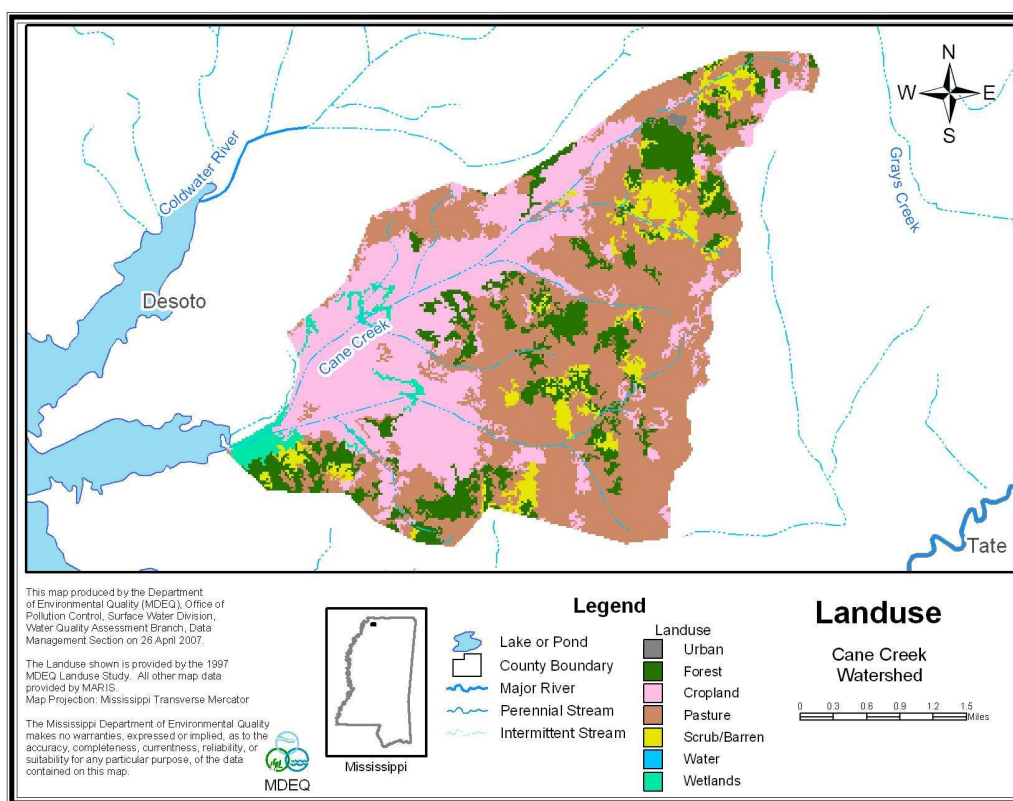 N
W E
S
Coldwater River
Grays Creek
Desoto
Cane Creek
Tate
This map produced by the Department
of Environmental Quality (MDEQ), Office of
Pollution Control, Surface Water Division,
Water Quality Assessment Branch, Data
Management Section on 26 April 2007.
The Landuse shown is provided by the 1997
MDEQ Landuse Study. All other map data
provided by MARIS.
Map Projection: Mississippi Transverse Mercator
The Mississippi Department of Environmental Quality
makes no warranties, expressed or implied, as to the
accuracy, completeness, currentness, reliability, or
suitability for any particular purpose, of the data
contained on this map.
MDEQ
Mississippi
Legend
Lake or Pond
County Boundary
Major River
Perennial Stream
Intermittent Stream
Landuse
Urban
Forest
Cropland
Pasture
Scrub/Barren
Water
Wetlands
Landuse
Cane Creek
Watershed
0 0.3 0.6 0.9 1.2 1.5
Miles